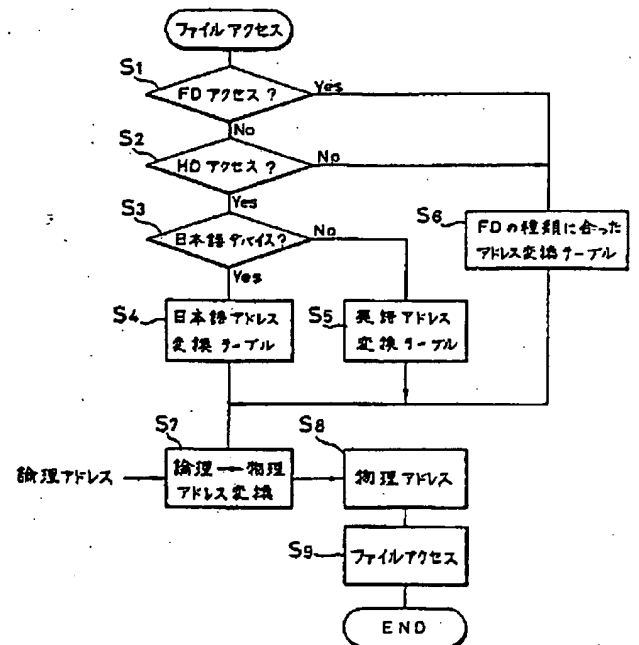 ファイルアクセス
S1
FDアクセス?
Yes
No
S2
HDアクセス?
No
Yes
S3
日本語デバイス?
No
Yes
S6
FDの種類に合った
アドレス変換テーブル
S4
日本語アドレス
変換テーブル
S5
英語アドレス
変換テーブル
S7
論理アドレス
論理→物理
アドレス変換
S8
物理アドレス
S9
ファイルアクセス
END